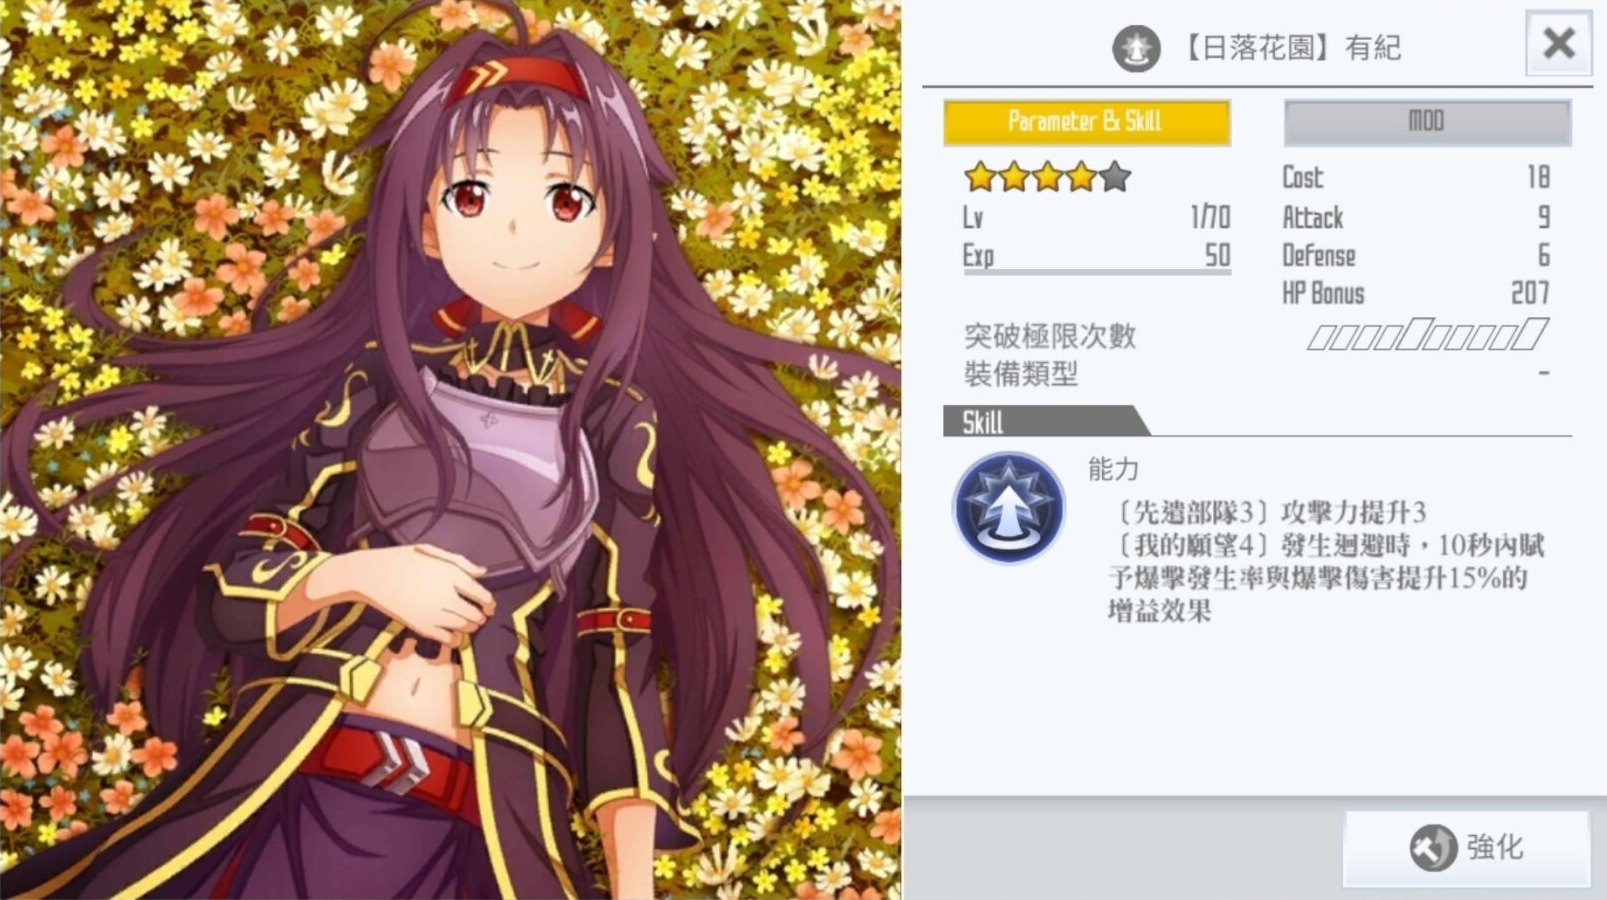 【日落花園】有紀
Parameter & Skill
MOD
Lv 1/70
Exp 50
Cost 18
Attack 9
Defense 6
HP Bonus 207
突破極限次數
裝備類型 -
Skill
能力
〔先遣部隊3〕攻擊力提升3
〔我的願望4〕發生迴避時，10秒內賦
予爆擊發生率與爆擊傷害提升15%的
增益效果
強化